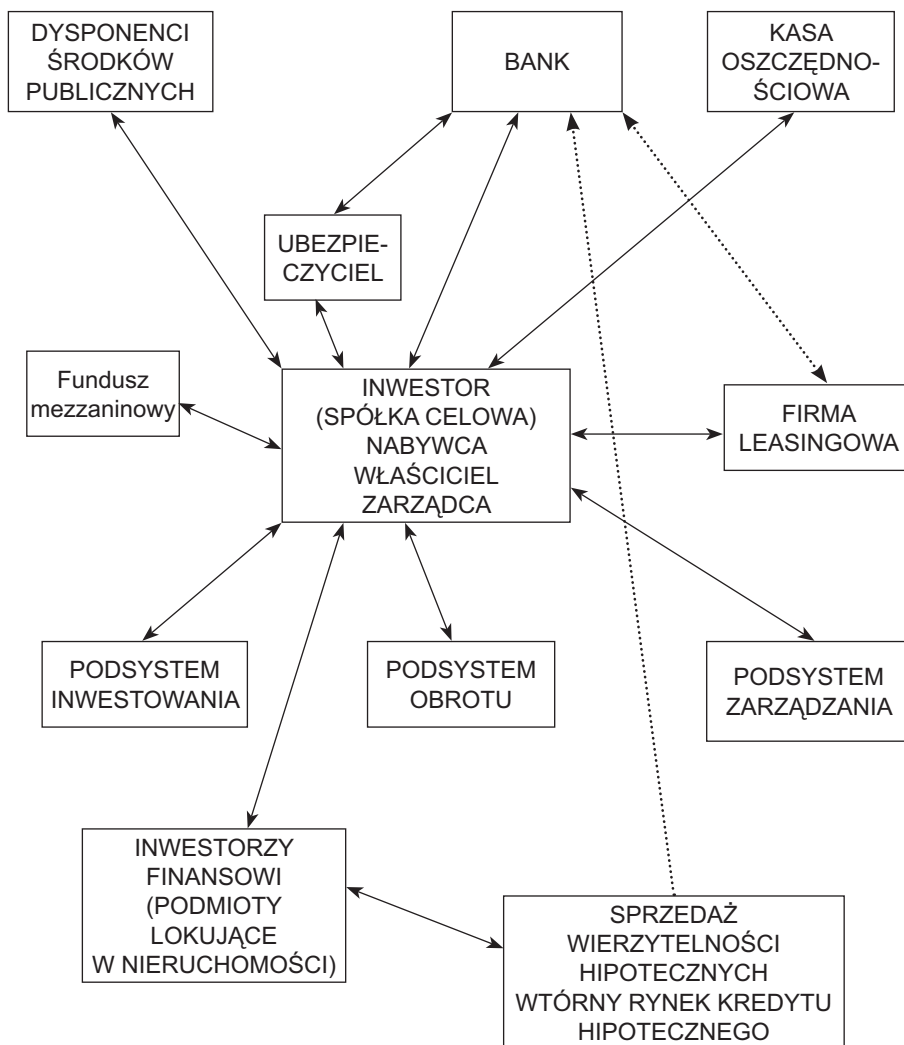 DYSPONENCI
ŚRODKÓW
PUBLICZNYCH
BANK
KASA
OSZCZĘDNO-
ŚCIOWA
UBEZPIE-
CZYCIEL
Fundusz
mezzaninowy
INWESTOR
(SPÓŁKA CELOWA)
NABYWCA
WŁAŚCICIEL
ZARZĄDCA
FIRMA
LEASINGOWA
PODSYSTEM
INWESTOWANIA
PODSYSTEM
OBROTU
PODSYSTEM
ZARZĄDZANIA
INWESTORZY
FINANSOWI
(PODMIOTY
LOKUJĄCE
W NIERUCHOMOŚCI)
SPRZEDAŻ
WIERZYTELNOŚCI
HIPOTECZNYCH
WTÓRNY RYNEK KREDYTU
HIPOTECZNEGO